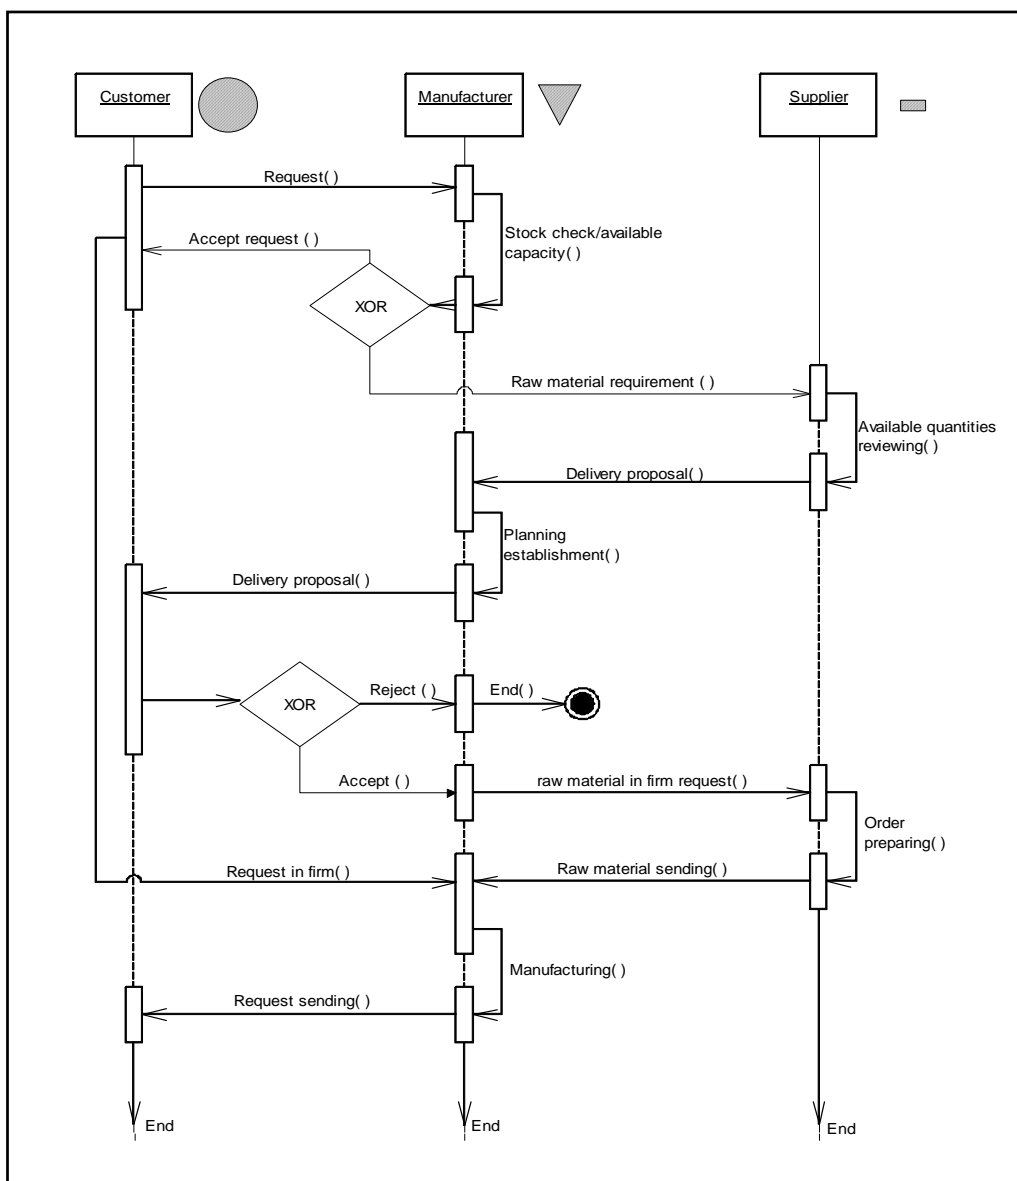 Customer
Manufacturer
Supplier
Request( )
Accept request ( )
Stock check/available
capacity( )
XOR
Raw material requirement ( )
Available quantities
reviewing( )
Delivery proposal( )
Planning
establishment( )
Delivery proposal( )
XOR
Reject ( )
End( )
Accept ( )
raw material in firm request( )
Order
preparing( )
Request in firm( )
Raw material sending( )
Manufacturing( )
Request sending( )
End
End
End